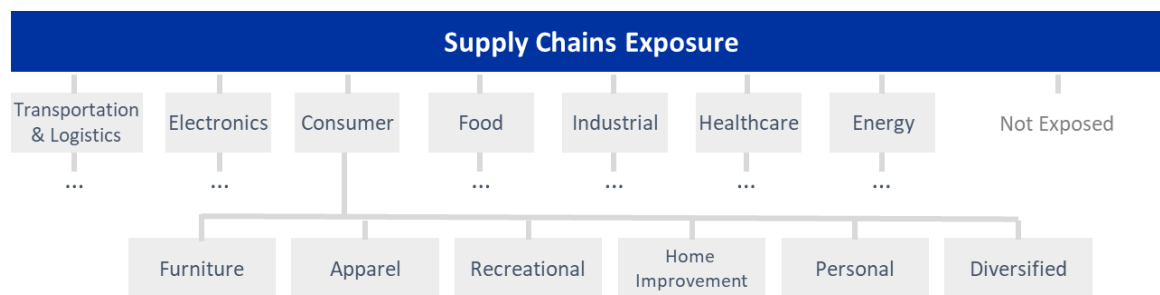 Supply Chains Exposure
Transportation
& Logistics
Electronics
Consumer
Food
Industrial
Healthcare
Energy
Not Exposed
...
...
...
...
...
...
Furniture
Apparel
Recreational
Home
Improvement
Personal
Diversified